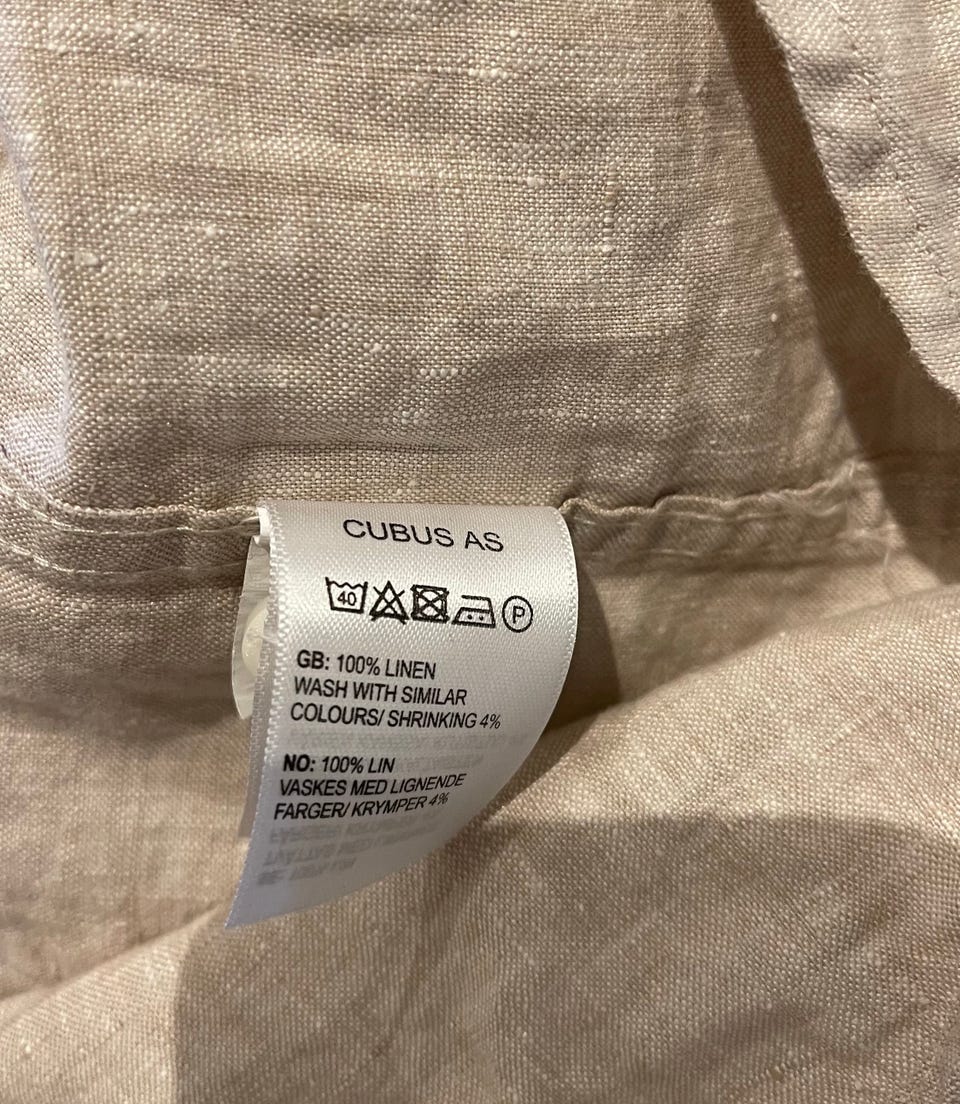 CUBUS AS
40 P
GB: 100% LINEN
WASH WITH SIMILAR
COLOURS/ SHRINKING 4%
NO: 100% LIN
VASKES MED LIGNENDE
FARGER/ KRYMPER 4%